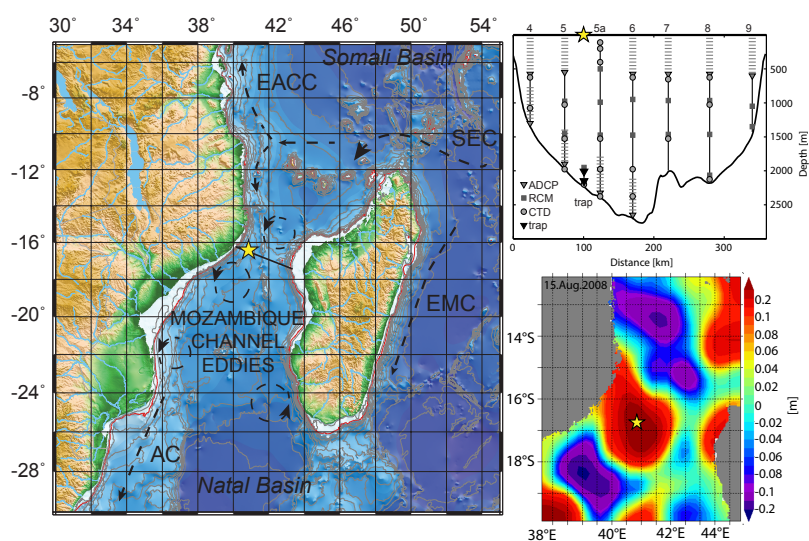 30 34 38 42 46 50 54
-8°
-12°
-16°
-20°
-24°
-28°
Somali Basin
EACC
SEC
EMC
MOZAMBIQUE
CHANNEL
EDDIES
AC
Natal Basin
4 5 5a 6 7 8 9
0
500
1000
1500
2000
2500
Depth [m]
ADCP
RCM
CTD
trap
trap
0 100 200 300
Distance [km]
15.Aug.2008
14°S
16°S
18°S
38°E 40°E 42°E 44°E
0.2
0.1
0.08
0.06
0.04
0.02
0
-0.02
-0.04
-0.06
-0.08
-0.1
-0.2
[m]